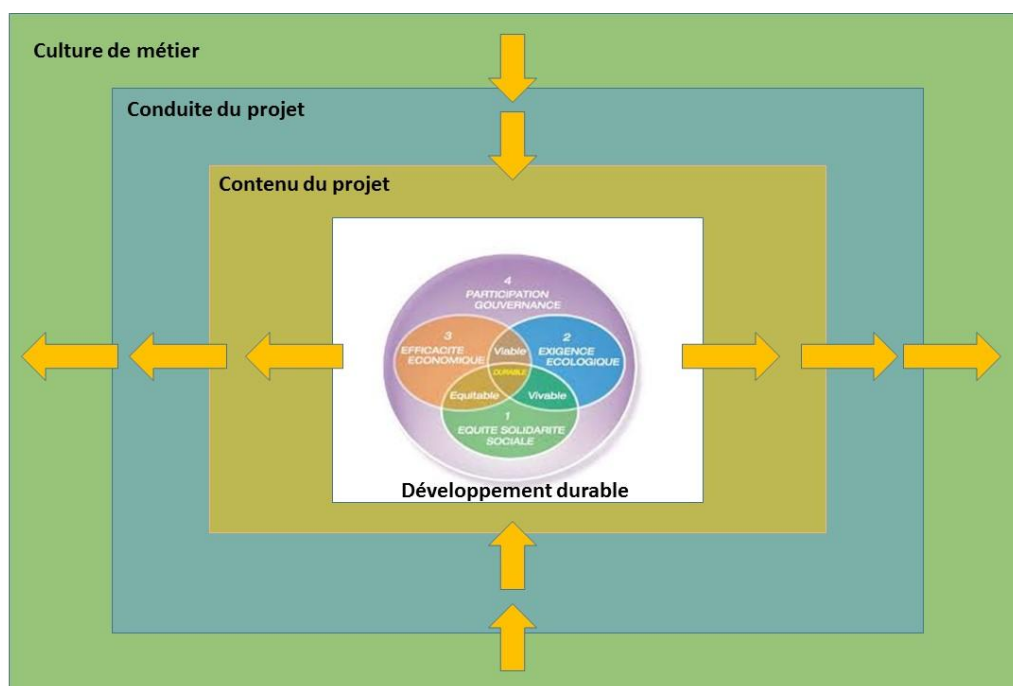 Culture de métier
Conduite du projet
Contenu du projet
4
PARTICIPATION
GOUVERNANCE
3
EFFICACITE
ECONOMIQUE
Viable
2
EXIGENCE
ECOLOGIQUE
DURABLE
Equitable
Vivable
1
EQUITE SOLIDARITE
SOCIALE
Développement durable